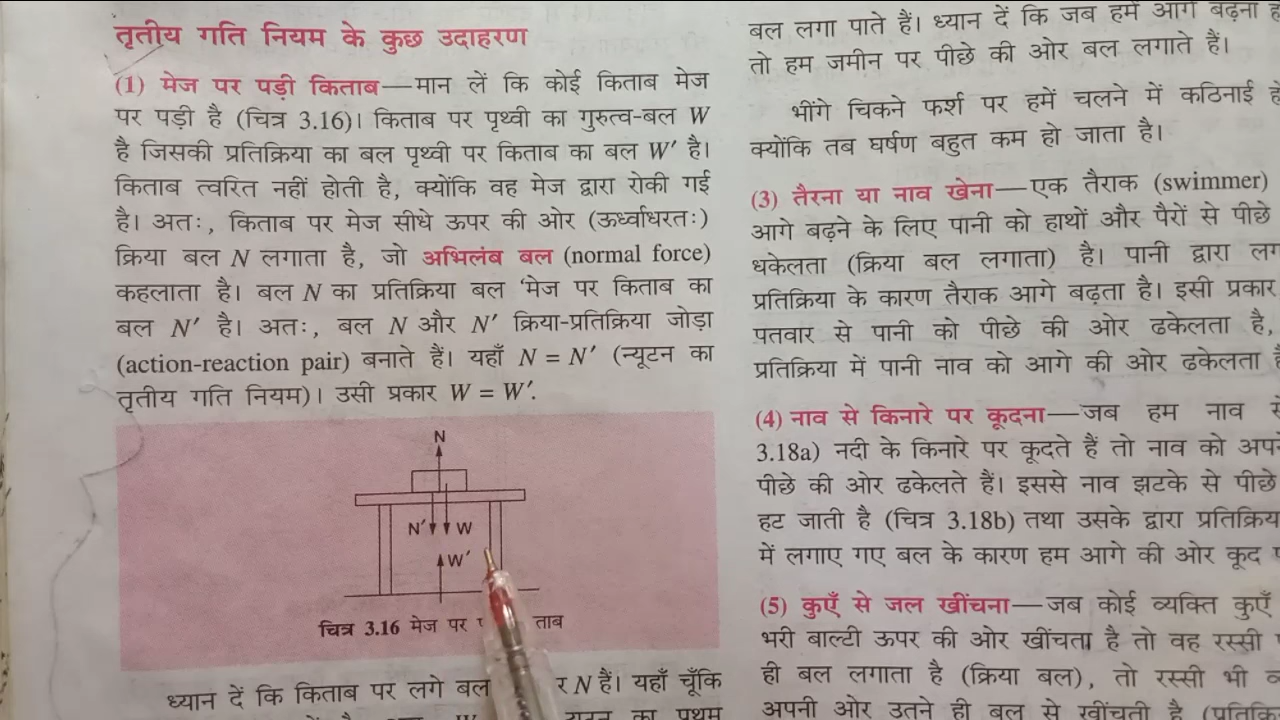 तृतीय गति नियम के कुछ उदाहरण
(1) मेज पर पड़ी किताब—मान लें कि कोई किताब मेज
पर पड़ी है (चित्र 3.16)। किताब पर पृथ्वी का गुरुत्व-बल W
है जिसकी प्रतिक्रिया का बल पृथ्वी पर किताब का बल W′ है।
किताब त्वरित नहीं होती है, क्योंकि वह मेज द्वारा रोकी गई
है। अतः, किताब पर मेज सीधे ऊपर की ओर (ऊर्ध्वाधरतः)
क्रिया बल N लगाता है, जो अभिलंब बल (normal force)
कहलाता है। बल N का प्रतिक्रिया बल ‘मेज पर किताब का
बल N′ है। अतः, बल N और N′ क्रिया-प्रतिक्रिया जोड़ा
(action-reaction pair) बनाते हैं। यहाँ N = N′ (न्यूटन का
तृतीय गति नियम)। उसी प्रकार W = W′.
N
N′ W
W′
चित्र 3.16 मेज पर
ध्यान दें कि किताब पर लगे बल N हैं। यहाँ चूँकि
का प्रथम
बल लगा पाते हैं। ध्यान दें कि जब हमें आगे बढ़ना
तो हम जमीन पर पीछे की ओर बल लगाते हैं।
भींगे चिकने फर्श पर हमें चलने में कठिनाई
क्योंकि तब घर्षण बहुत कम हो जाता है।
(3) तैरना या नाव खेना—एक तैराक (swimmer)
आगे बढ़ने के लिए पानी को हाथों और पैरों से पीछे
धकेलता (क्रिया बल लगाता) है। पानी द्वारा
प्रतिक्रिया के कारण तैराक आगे बढ़ता है। इसी प्रकार
पतवार से पानी को पीछे की ओर ढकेलता है,
प्रतिक्रिया में पानी नाव को आगे की ओर ढकेलता
(4) नाव से किनारे पर कूदना—जब हम नाव
3.18a) नदी के किनारे पर कूदते हैं तो नाव को
पीछे की ओर ढकेलते हैं। इससे नाव झटके से पीछे
हट जाती है (चित्र 3.18b) तथा उसके द्वारा
में लगाए गए बल के कारण हम आगे की ओर कूद
(5) कुएँ से जल खींचना—जब कोई व्यक्ति कुएँ
भरी बाल्टी ऊपर की ओर खींचता है तो वह रस्सी
ही बल लगाता है (क्रिया बल), तो रस्सी भी
अपनी ओर उतने ही बल से खींचती है